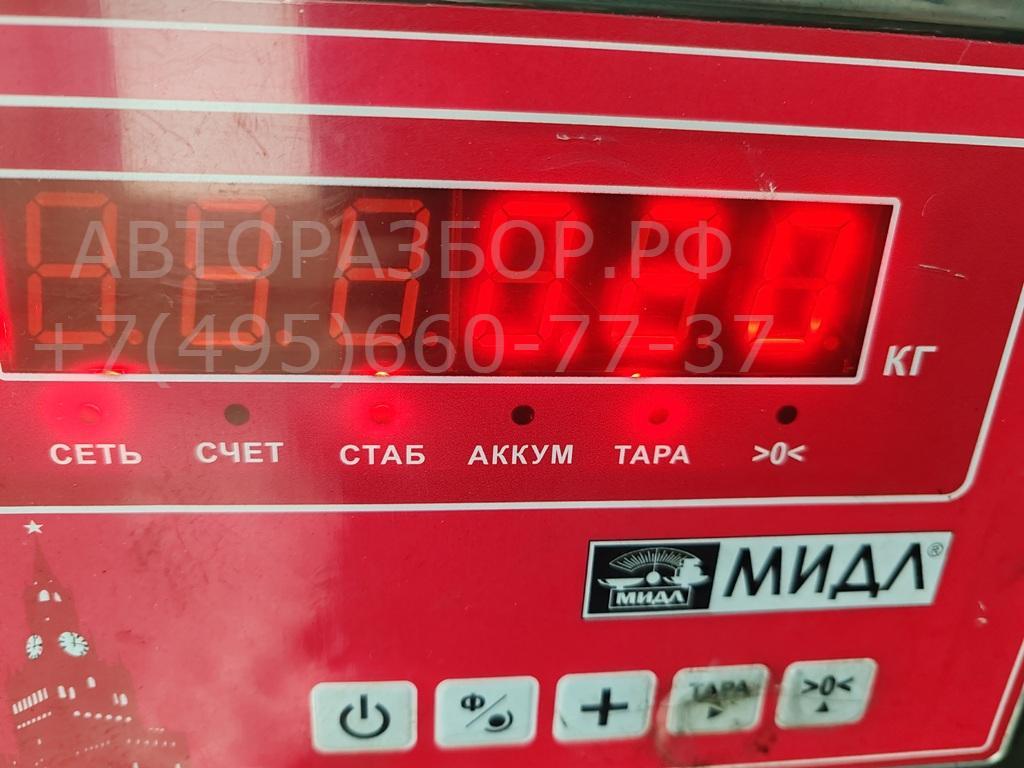 АВТОРАЗБОР.РФ
+7(495)660-77-37
КГ
СЕТЬ СЧЕТ СТАБ АККУМ ТАРА >0<
МИДЛ МИДЛ®
Ф ТАРА >0<